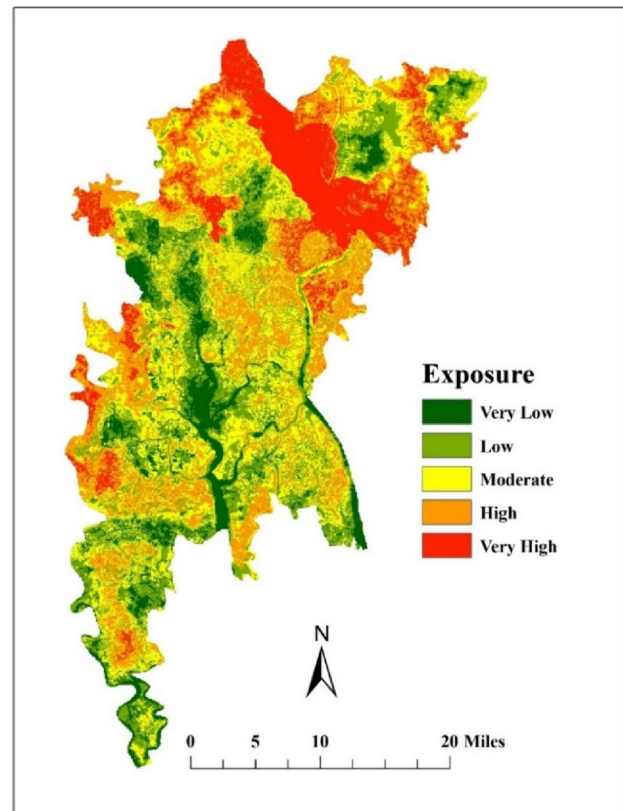 Exposure
Very Low
Low
Moderate
High
Very High
N
0 5 10 20 Miles